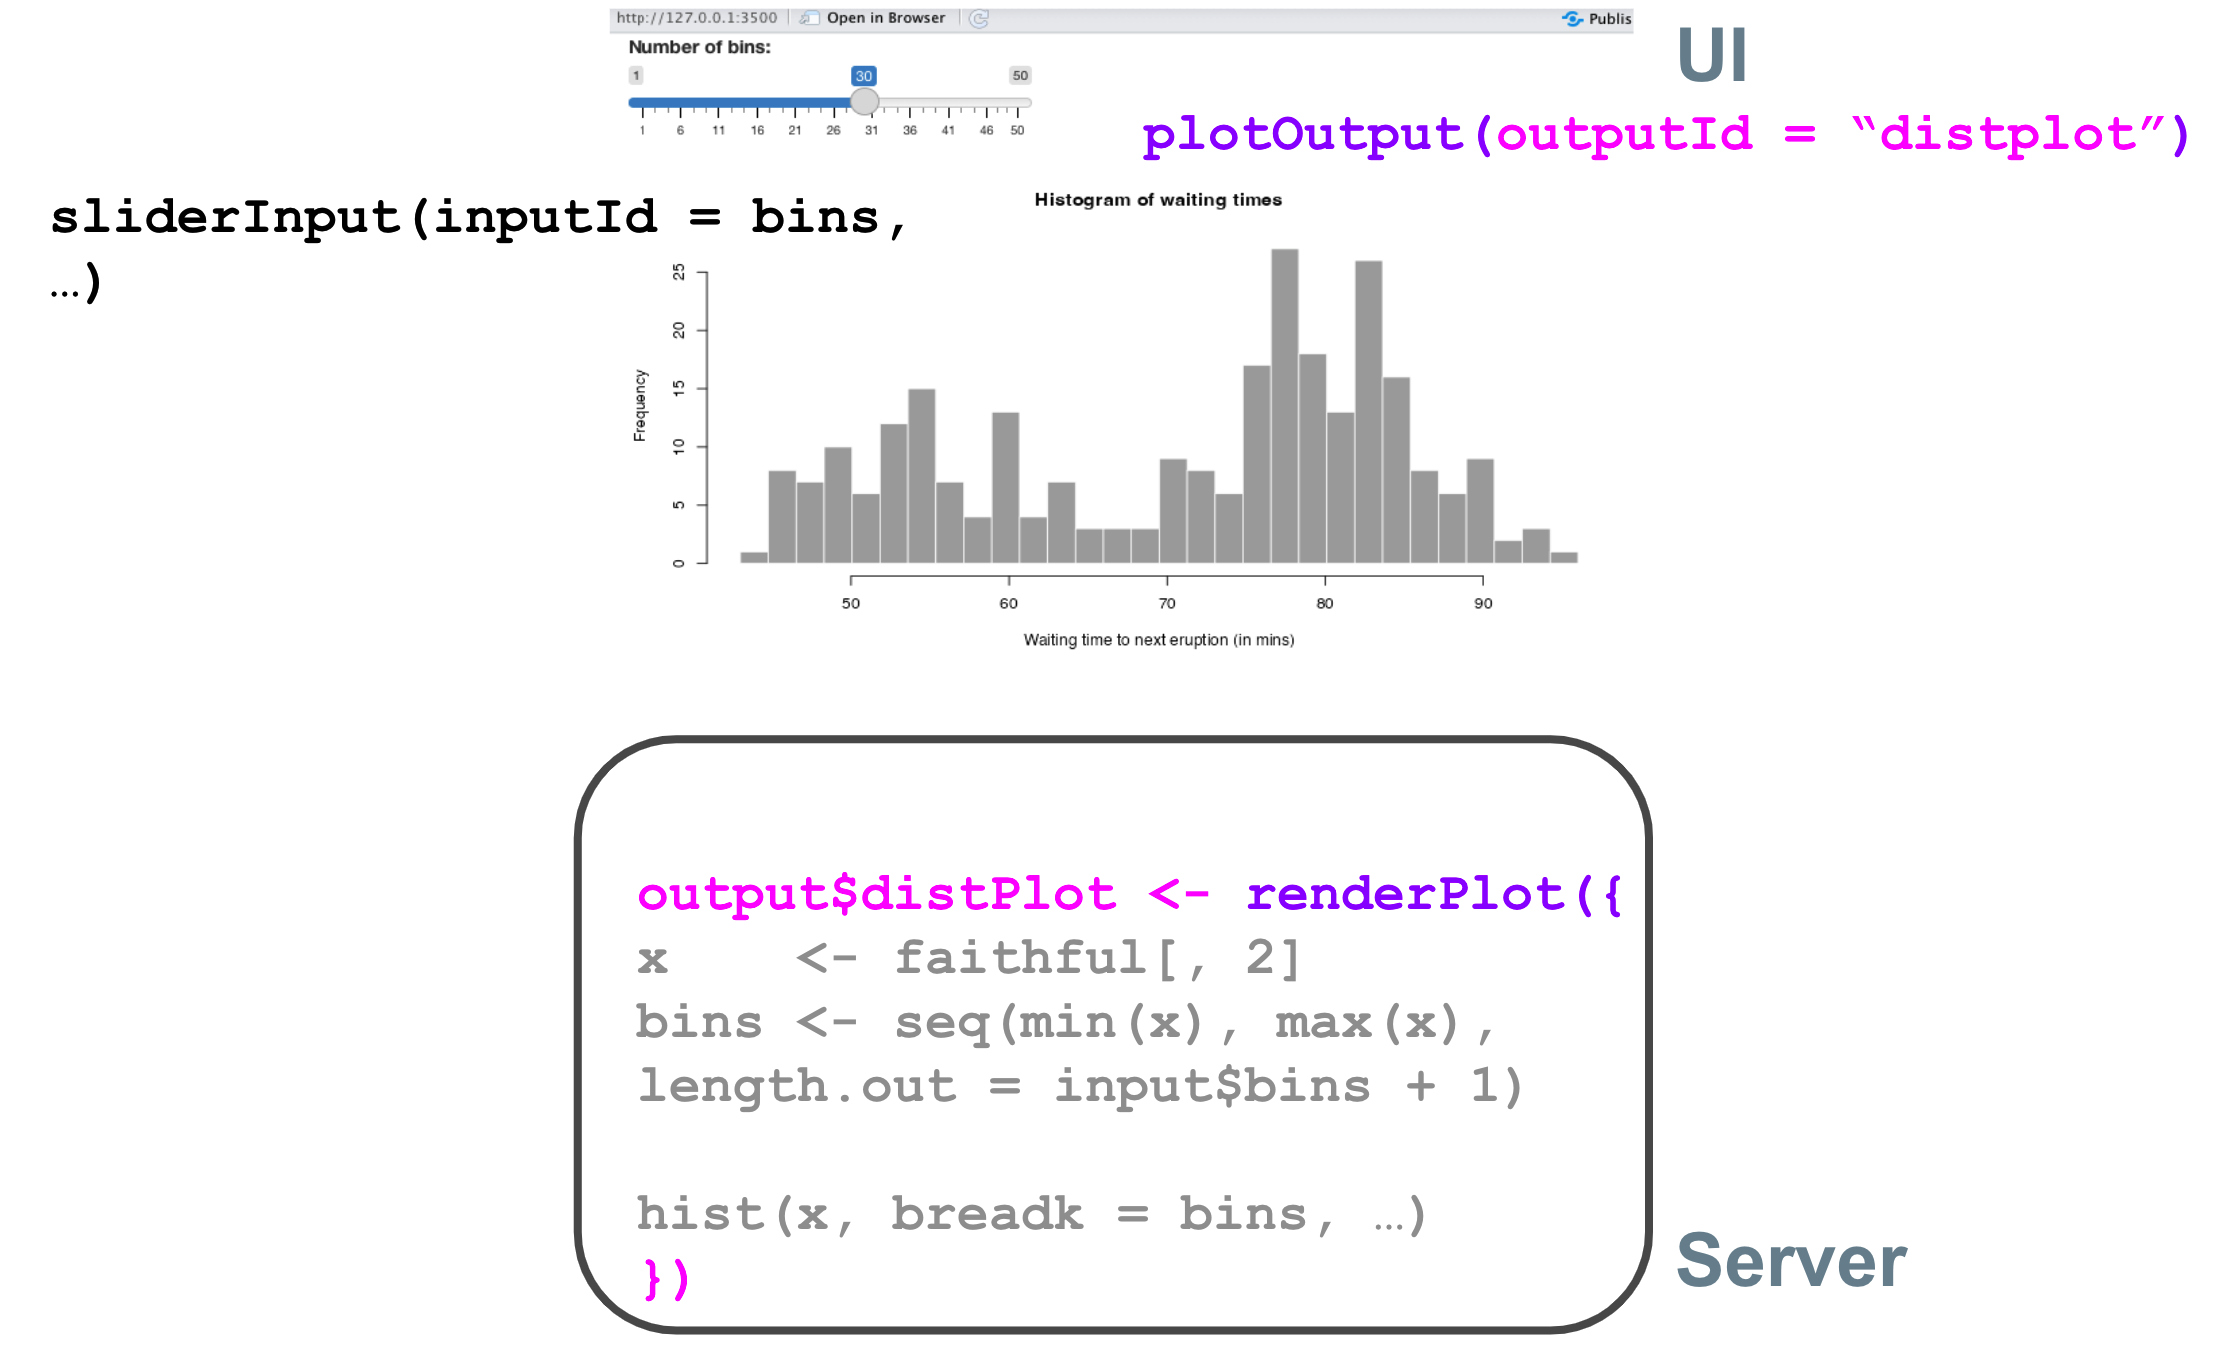 http://127.0.0.1:3500 Open in Browser Publis
UI
Number of bins:
1 30 50
1 6 11 16 21 26 31 36 41 46 50
plotOutput(outputId = “distplot”)
sliderInput(inputId = bins,
…)
Histogram of waiting times
Frequency
25
20
15
10
5
0
50 60 70 80 90
Waiting time to next eruption (in mins)
output$distPlot <- renderPlot({
x <- faithful[, 2]
bins <- seq(min(x), max(x),
length.out = input$bins + 1)
hist(x, breadk = bins, …)
})
Server